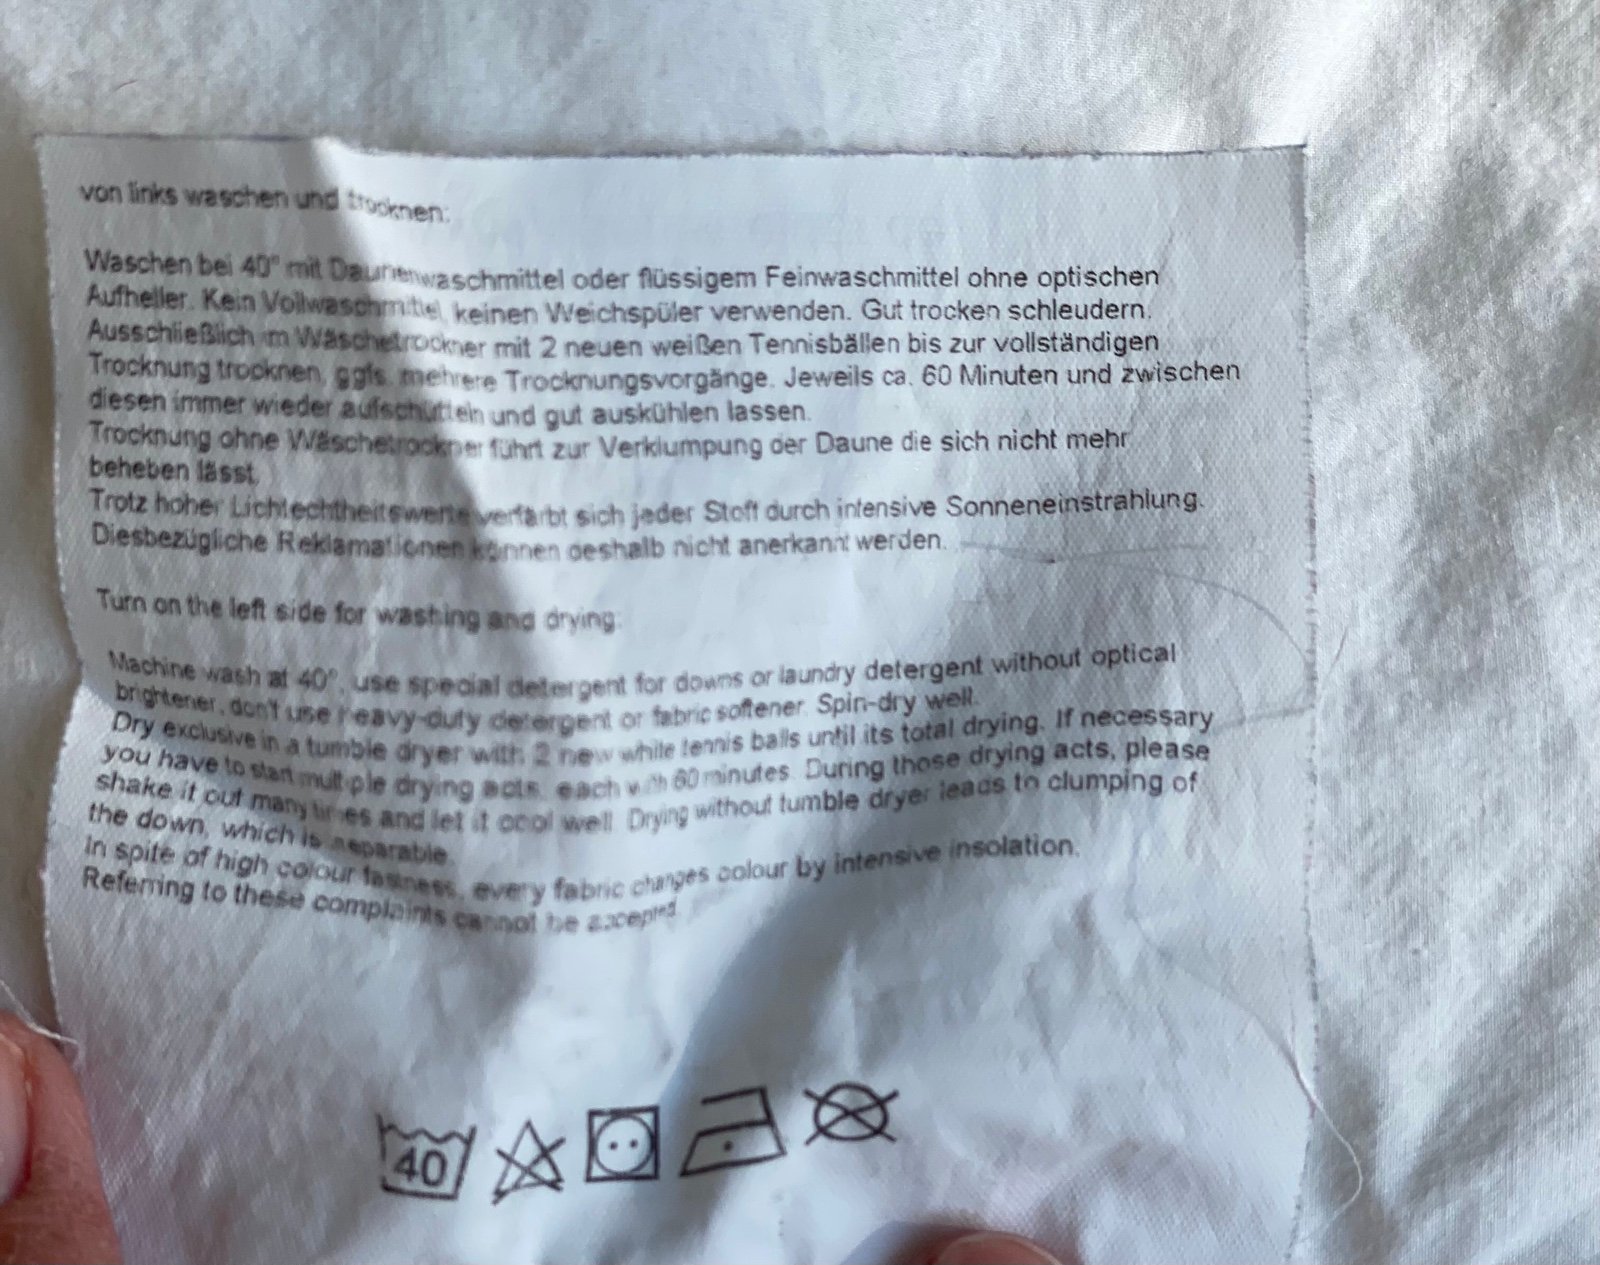 von links waschen und trocknen:
Waschen bei 40° mit Daunenwaschmittel oder flüssigem Feinwaschmittel ohne optischen
Aufheller. Kein Vollwaschmittel, keinen Weichspüler verwenden. Gut trocken schleudern.
Ausschließlich im Wäschetrockner mit 2 neuen weißen Tennisbällen bis zur vollständigen
Trocknung trocknen, ggfs. mehrere Trocknungsvorgänge. Jeweils ca. 60 Minuten und zwischen
diesen immer wieder aufschütteln und gut auskühlen lassen.
Trocknung ohne Wäschetrockner führt zur Verklumpung der Daune die sich nicht mehr
beheben lässt.
Trotz hoher Lichtechtheitswerte verfärbt sich jeder Stoff durch intensive Sonneneinstrahlung.
Diesbezügliche Reklamationen können deshalb nicht anerkannt werden.
Turn on the left side for washing and drying:
Machine wash at 40°, use special detergent for downs or laundry detergent without optical
brightener, don't use heavy-duty detergent or fabric softener. Spin-dry well.
Dry exclusive in a tumble dryer with 2 new white tennis balls until its total drying. If necessary
you have to start multiple drying acts, each with 60 minutes. During those drying acts, please
shake it out many times and let it cool well. Drying without tumble dryer leads to clumping of
the down, which is
In spite of high colour fastness, every fabric changes colour by intensive insolation.
Referring to these complaints cannot be accepted.
40